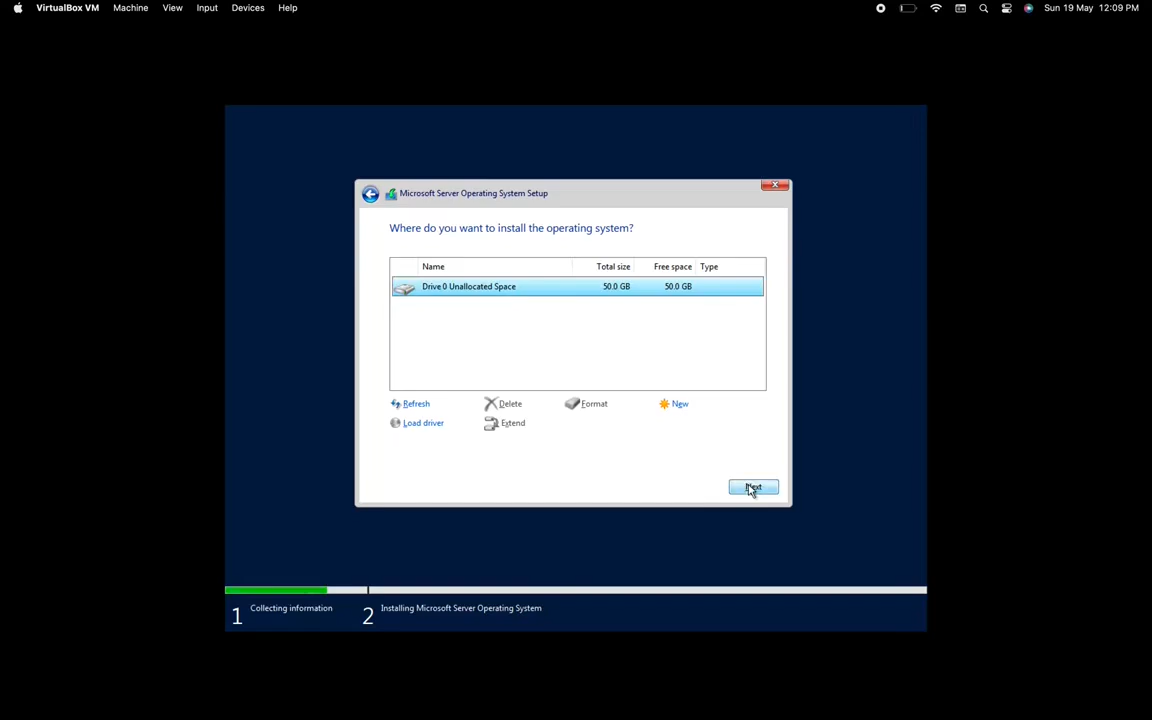 VirtualBox VM Machine View Input Devices Help Sun 19 May 12:09 PM
Microsoft Server Operating System Setup
Where do you want to install the operating system?
Name Total size Free space Type
Drive 0 Unallocated Space 50.0 GB 50.0 GB
Refresh Delete Format New
Load driver Extend
Next
1 Collecting information 2 Installing Microsoft Server Operating System